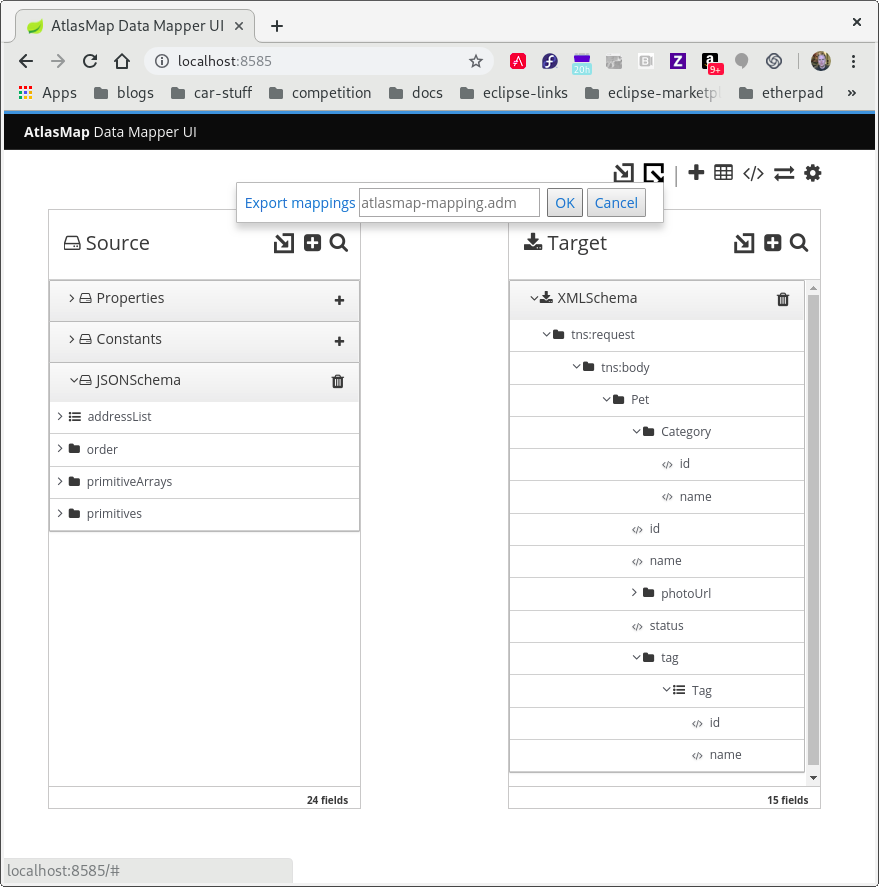 AtlasMap Data Mapper UI
localhost:8585
20h
9+
Apps blogs car-stuff competition docs eclipse-links eclipse-marketpl etherpad »
AtlasMap Data Mapper UI
Export mappings atlasmap-mapping.adm OK Cancel
Source
Properties
Constants
JSONSchema
addressList
order
primitiveArrays
primitives
24 fields
Target
XMLSchema
tns:request
tns:body
Pet
Category
id
name
id
name
photoUrl
status
tag
Tag
id
name
15 fields
localhost:8585/#